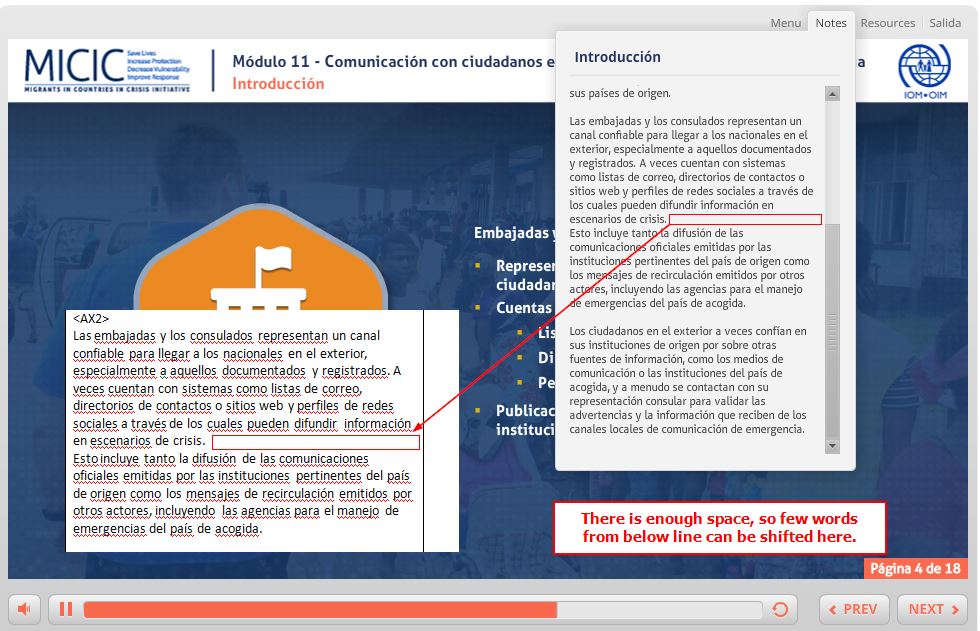 Menu Notes Resources Salida
MICIC
Save Lives
Increase Protection
Decrease Vulnerability
Improve Response
MIGRANTS IN COUNTRIES IN CRISIS INITIATIVE
Módulo 11 - Comunicación con ciudadanos e
a
Introducción
IOM•OIM
Introducción
sus países de origen.
Las embajadas y los consulados representan un
canal confiable para llegar a los nacionales en el
exterior, especialmente a aquellos documentados
y registrados. A veces cuentan con sistemas
como listas de correo, directorios de contactos o
sitios web y perfiles de redes sociales a través de
los cuales pueden difundir información en
escenarios de crisis.
Esto incluye tanto la difusión de las
comunicaciones oficiales emitidas por las
instituciones pertinentes del país de origen como
los mensajes de recirculación emitidos por otros
actores, incluyendo las agencias para el manejo
de emergencias del país de acogida.
Los ciudadanos en el exterior a veces confían en
sus instituciones de origen por sobre otras
fuentes de información, como los medios de
comunicación o las instituciones del país de
acogida, y a menudo se contactan con su
representación consular para validar las
advertencias y la información que reciben de los
canales locales de comunicación de emergencia.
Embajadas y
Represen
ciudadan
Cuentas
Lis
Di
Pe
Publicac
instituci
<AX2>
Las embajadas y los consulados representan un canal
confiable para llegar a los nacionales en el exterior,
especialmente a aquellos documentados y registrados. A
veces cuentan con sistemas como listas de correo,
directorios de contactos o sitios web y perfiles de redes
sociales a través de los cuales pueden difundir información
en escenarios de crisis.
Esto incluye tanto la difusión de las comunicaciones
oficiales emitidas por las instituciones pertinentes del país
de origen como los mensajes de recirculación emitidos por
otros actores, incluyendo las agencias para el manejo de
emergencias del país de acogida.
There is enough space, so few words
from below line can be shifted here.
Página 4 de 18
PREV
NEXT